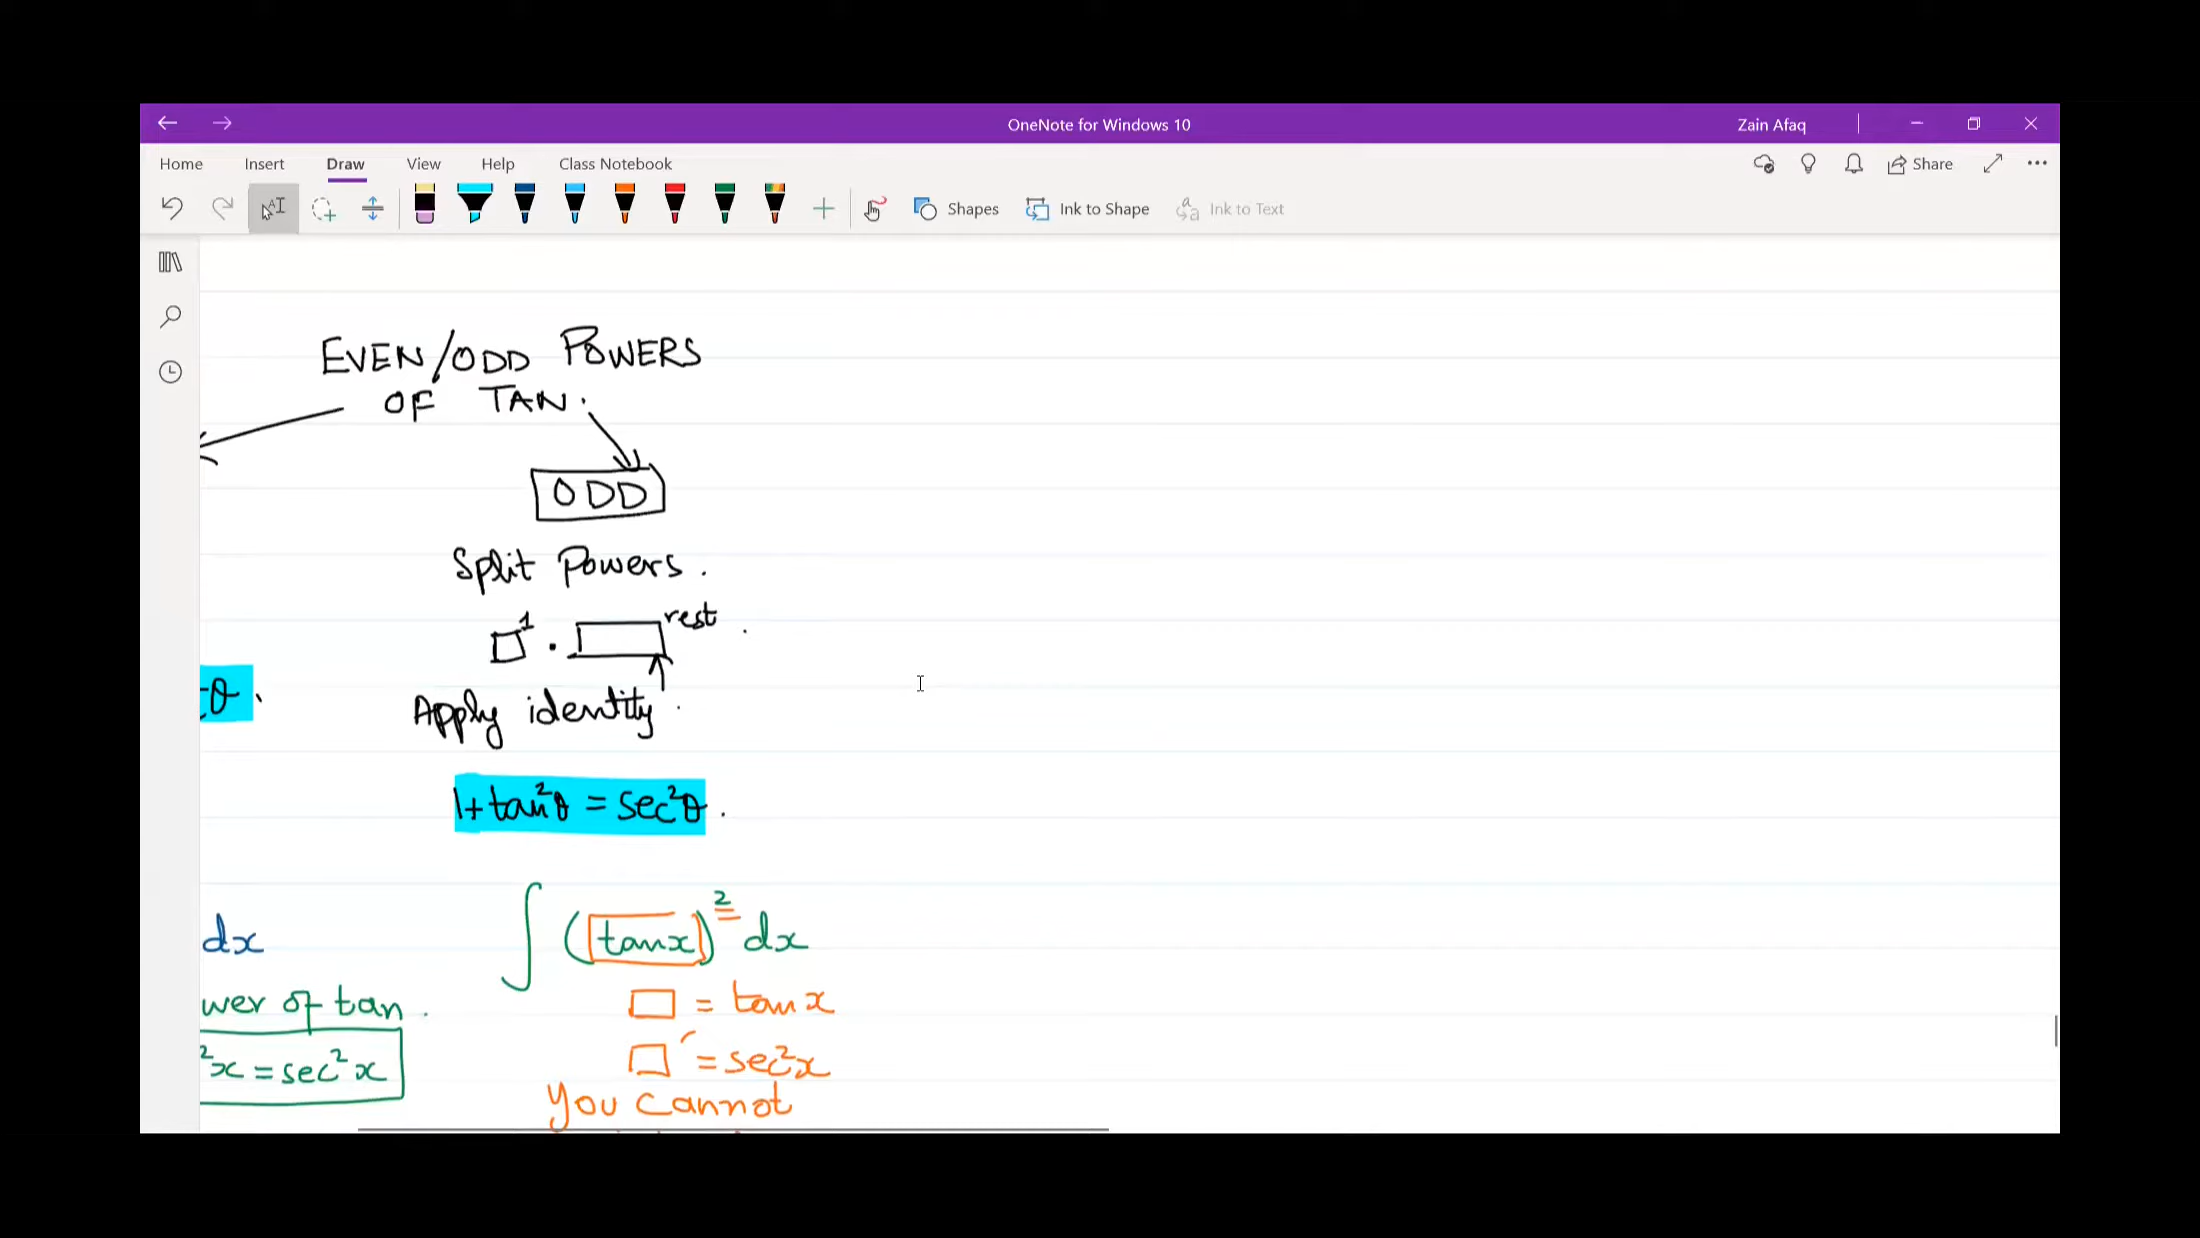 OneNote for Windows 10
Zain Afaq
Home Insert Draw View Help Class Notebook
Share
Shapes Ink to Shape Ink to Text
EVEN/ODD POWERS
OF TAN.
ODD
Split Powers.
□¹ · □ rest
Apply identity.
tθ.
1+tan²θ = sec²θ.
dx
∫ (tanx)² dx
wer of tan.
□ = tanx
²x = sec²x
□′ = sec²x
you cannot